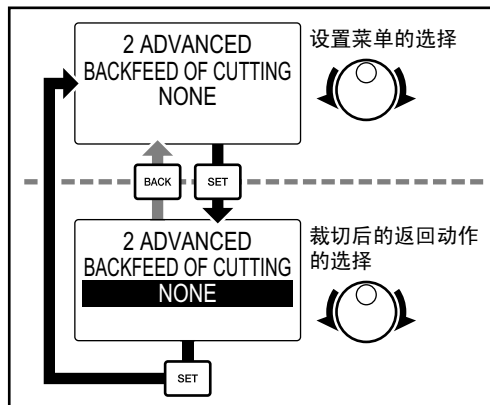 2 ADVANCED
BACKFEED OF CUTTING
NONE
设置菜单的选择
BACK
SET
2 ADVANCED
BACKFEED OF CUTTING
NONE
裁切后的返回动作
的选择
SET